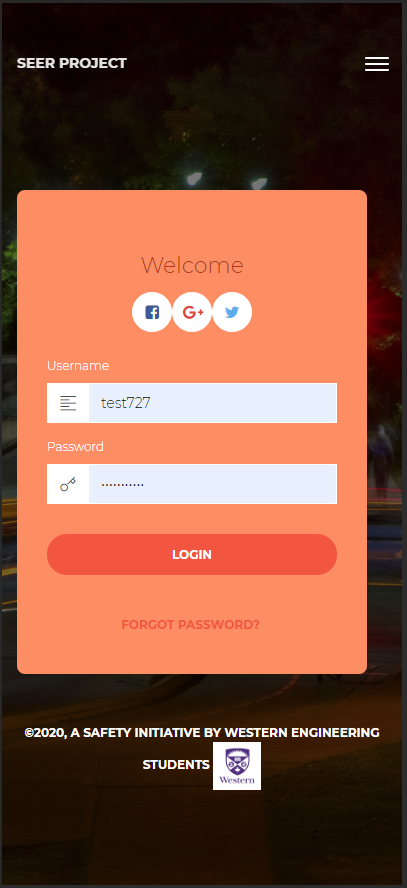 SEER PROJECT
Welcome
G+
Username
test727
Password
LOGIN
FORGOT PASSWORD?
©2020, A SAFETY INITIATIVE BY WESTERN ENGINEERING
STUDENTS
Western